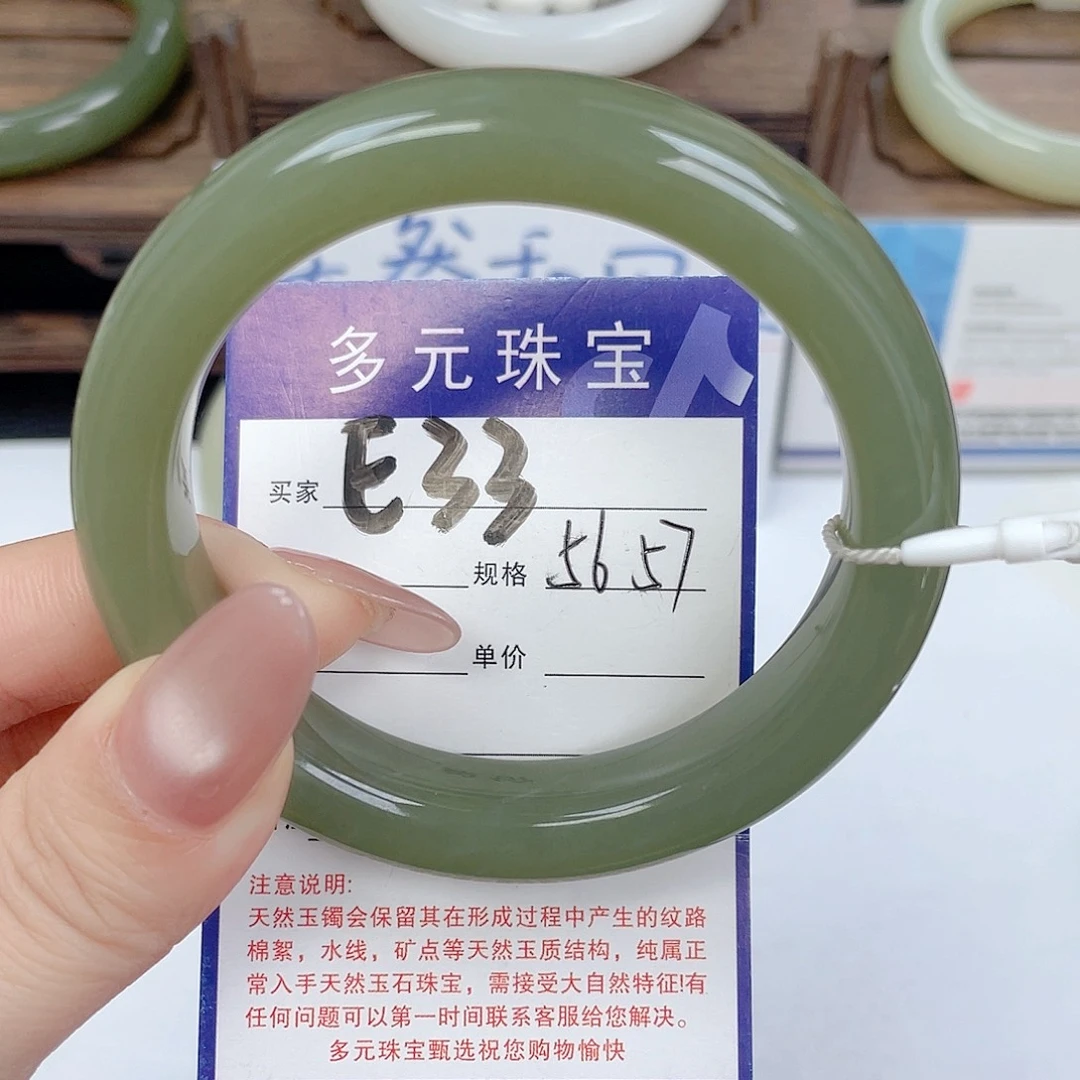 然
多元珠宝
买家 E33
规格 56 57
单价
注意说明:
天然玉镯会保留其在形成过程中产生的纹路
棉絮，水线，矿点等天然玉质结构，纯属正
常入手天然玉石珠宝，需接受大自然特征!有
任何问题可以第一时间联系客服给您解决。
多元珠宝甄选祝您购物愉快